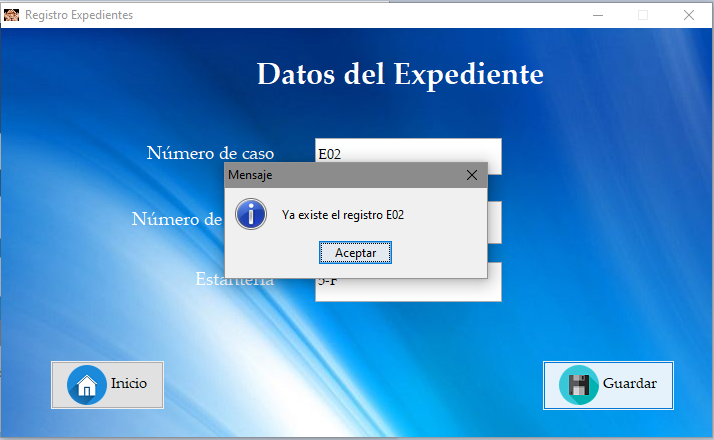 Registro Expedientes
Datos del Expediente
Número de caso
E02
Mensaje
Ya existe el registro E02
Aceptar
Número de
Estantería
5-F
Inicio
Guardar